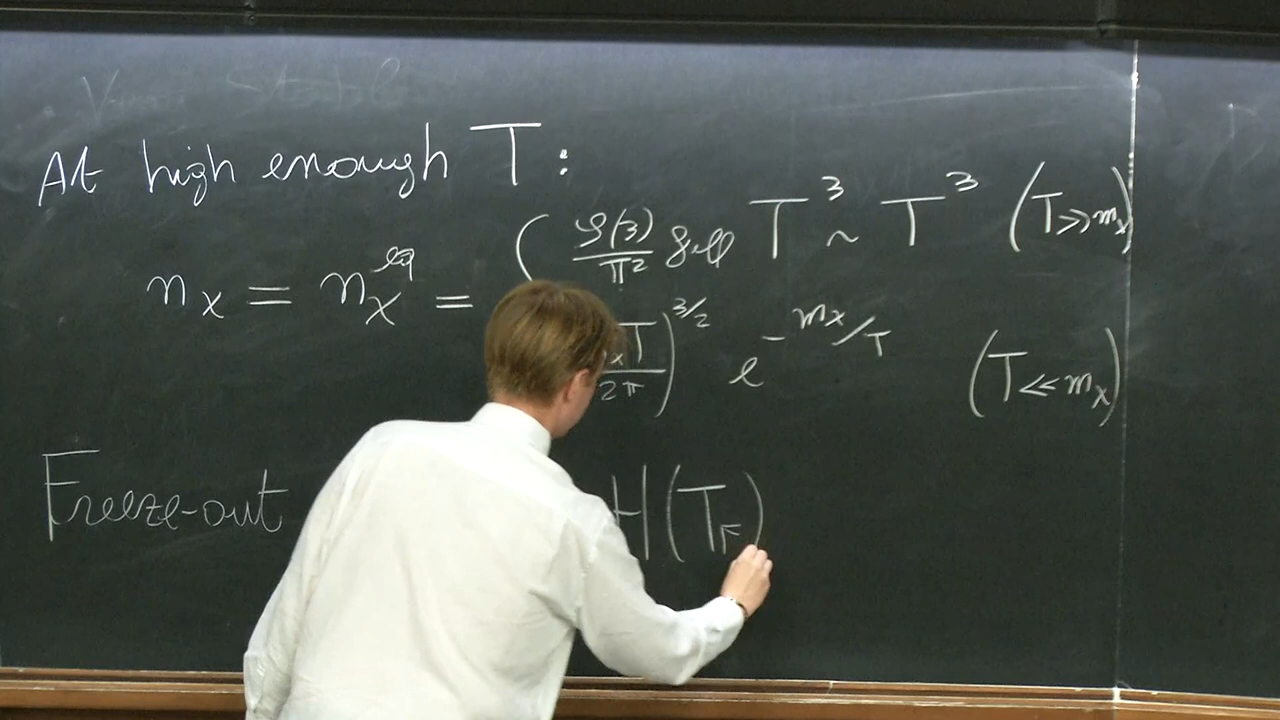 At high enough T:
ζ(3)/π² g_eff T³ ~ T³ (T≫m_x)
n_x = n_x^eq = (
xT/2π)^3/2 e^-m_x/T (T≪m_x)
Freeze-out H(T_F)